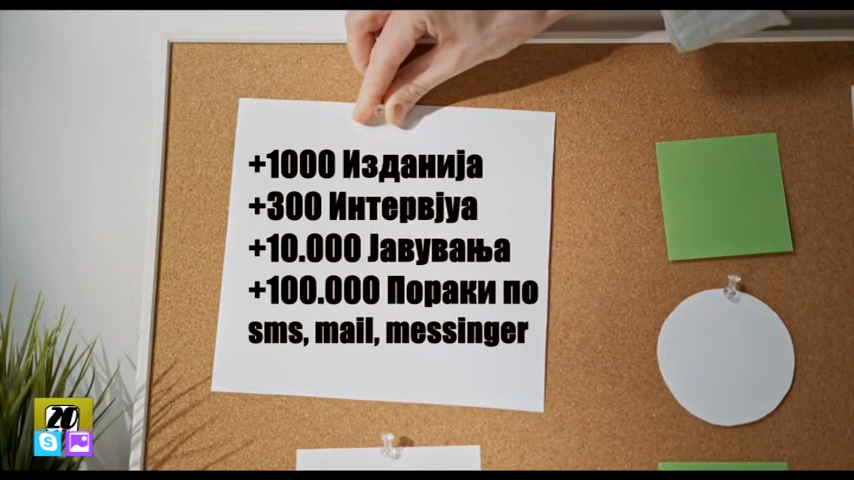 +1000 Изданија
+300 Интервјуа
+10.000 Јавувања
+100.000 Пораки по
sms, mail, messinger
20
S